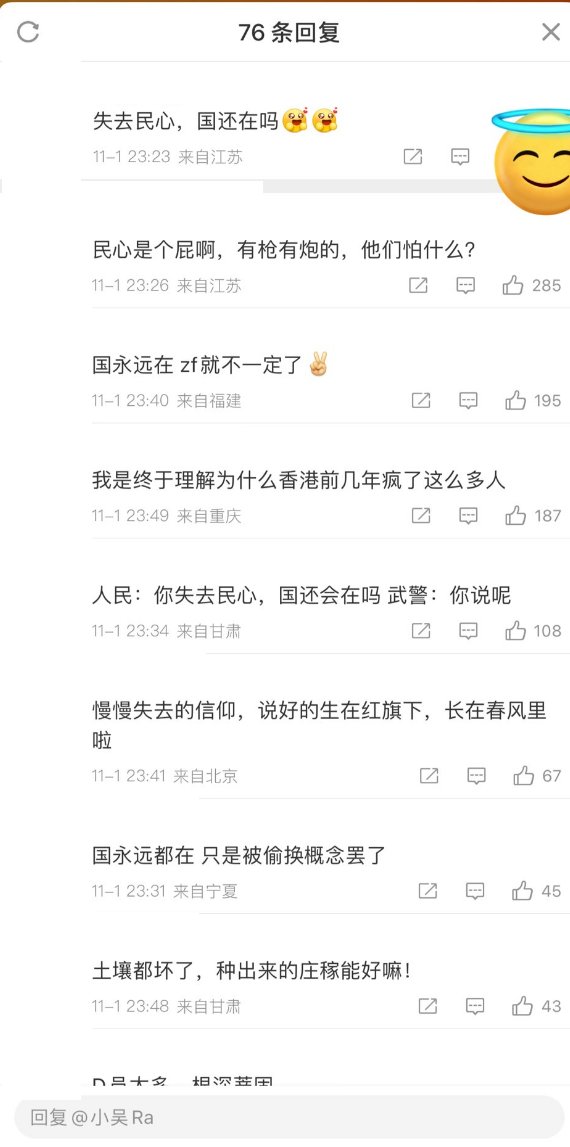 76 条回复
失去民心，国还在吗🥰🥰
11-1 23:23 来自江苏
民心是个屁啊，有枪有炮的，他们怕什么？
11-1 23:26 来自江苏
285
国永远在 zf就不一定了✌🏻
11-1 23:40 来自福建
195
我是终于理解为什么香港前几年疯了这么多人
11-1 23:49 来自重庆
187
人民：你失去民心，国还会在吗 武警：你说呢
11-1 23:34 来自甘肃
108
慢慢失去的信仰，说好的生在红旗下，长在春风里
啦
11-1 23:41 来自北京
67
国永远都在 只是被偷换概念罢了
11-1 23:31 来自宁夏
45
土壤都坏了，种出来的庄稼能好嘛！
11-1 23:48 来自甘肃
43
回复@小吴Ra